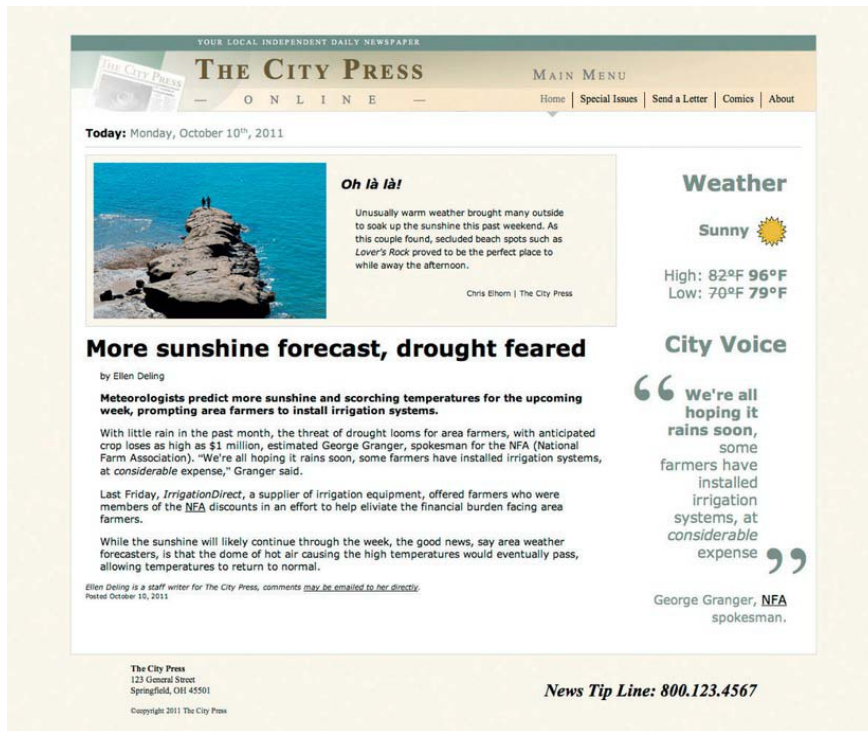 YOUR LOCAL INDEPENDENT DAILY NEWSPAPER
THE CITY PRESS
THE CITY PRESS
— O N L I N E —
MAIN MENU
Home | Special Issues | Send a Letter | Comics | About
Today: Monday, October 10th, 2011
Oh là là!
Unusually warm weather brought many outside
to soak up the sunshine this past weekend. As
this couple found, secluded beach spots such as
Lover's Rock proved to be the perfect place to
while away the afternoon.
Chris Elhorn | The City Press
More sunshine forecast, drought feared
by Ellen Deling
Meteorologists predict more sunshine and scorching temperatures for the upcoming
week, prompting area farmers to install irrigation systems.
With little rain in the past month, the threat of drought looms for area farmers, with anticipated
crop loses as high as $1 million, estimated George Granger, spokesman for the NFA (National
Farm Association). "We're all hoping it rains soon, some farmers have installed irrigation systems,
at considerable expense," Granger said.
Last Friday, IrrigationDirect, a supplier of irrigation equipment, offered farmers who were
members of the NFA discounts in an effort to help eliviate the financial burden facing area
farmers.
While the sunshine will likely continue through the week, the good news, say area weather
forecasters, is that the dome of hot air causing the high temperatures would eventually pass,
allowing temperatures to return to normal.
Ellen Deling is a staff writer for The City Press, comments may be emailed to her directly.
Posted October 10, 2011
Weather
Sunny
High: 82ºF 96ºF
Low: 70ºF 79ºF
City Voice
“ We're all
hoping it
rains soon,
some
farmers have
installed
irrigation
systems, at
considerable
expense ”
George Granger, NFA
spokesman.
The City Press
123 General Street
Springfield, OH 45501
©copyright 2011 The City Press
News Tip Line: 800.123.4567